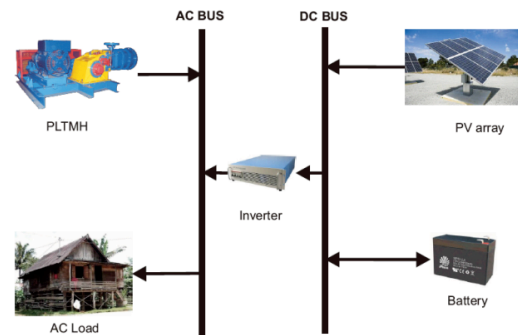 AC BUS
DC BUS
PLTMH
PV array
Inverter
AC Load
Battery